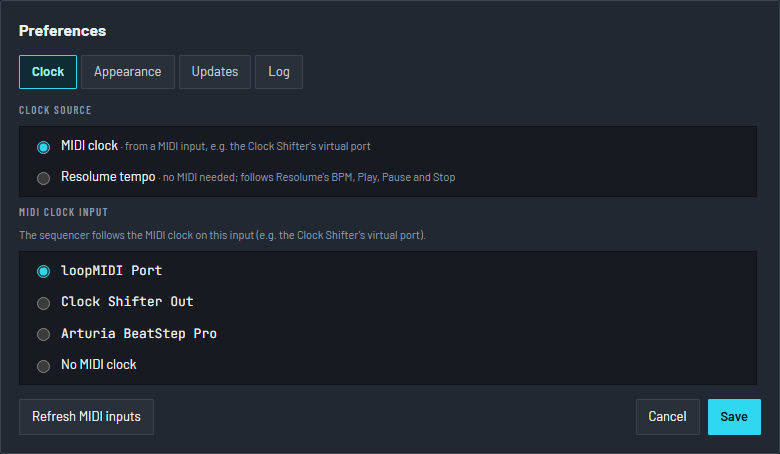 Preferences
Clock Appearance Updates Log
CLOCK SOURCE
MIDI clock · from a MIDI input, e.g. the Clock Shifter's virtual port
Resolume tempo · no MIDI needed; follows Resolume's BPM, Play, Pause and Stop
MIDI CLOCK INPUT
The sequencer follows the MIDI clock on this input (e.g. the Clock Shifter's virtual port).
loopMIDI Port
Clock Shifter Out
Arturia BeatStep Pro
No MIDI clock
Refresh MIDI inputs Cancel Save